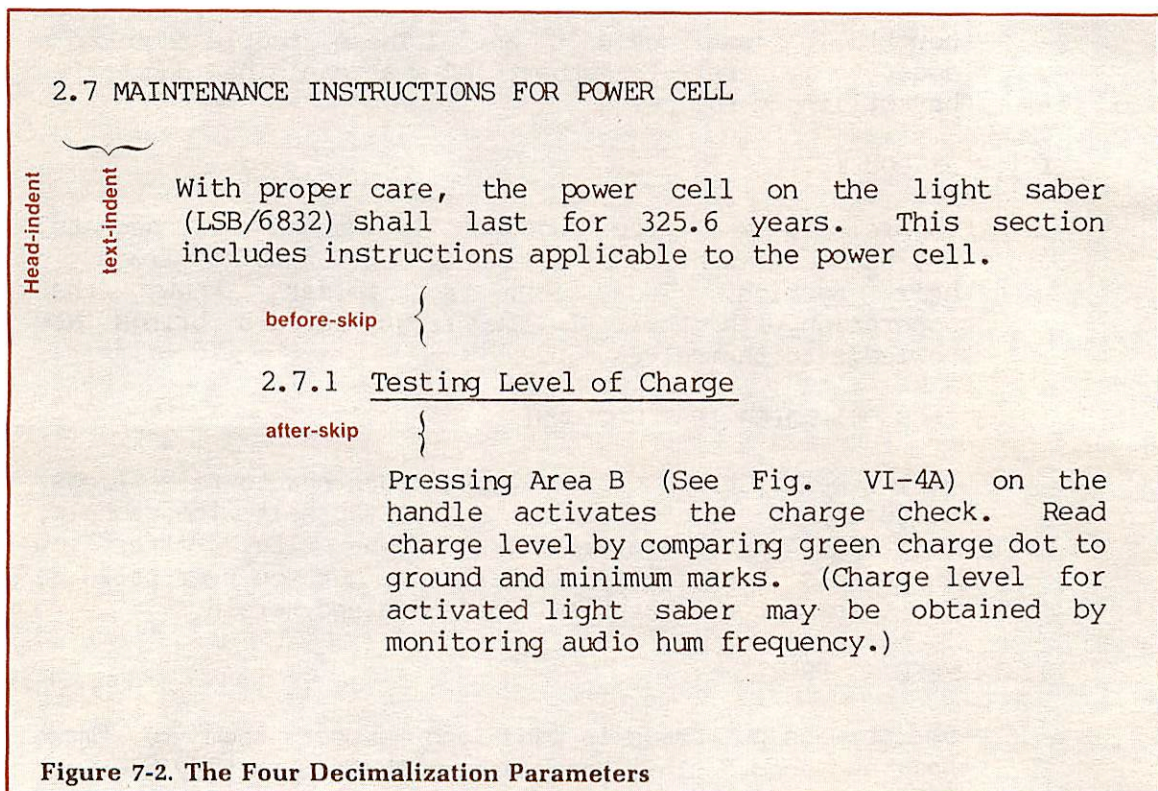 2.7 MAINTENANCE INSTRUCTIONS FOR POWER CELL
Head-indent
text-indent
With proper care, the power cell on the light saber
(LSB/6832) shall last for 325.6 years. This section
includes instructions applicable to the power cell.
before-skip
2.7.1 Testing Level of Charge
after-skip
Pressing Area B (See Fig. VI-4A) on the
handle activates the charge check. Read
charge level by comparing green charge dot to
ground and minimum marks. (Charge level for
activated light saber may be obtained by
monitoring audio hum frequency.)
Figure 7-2. The Four Decimalization Parameters